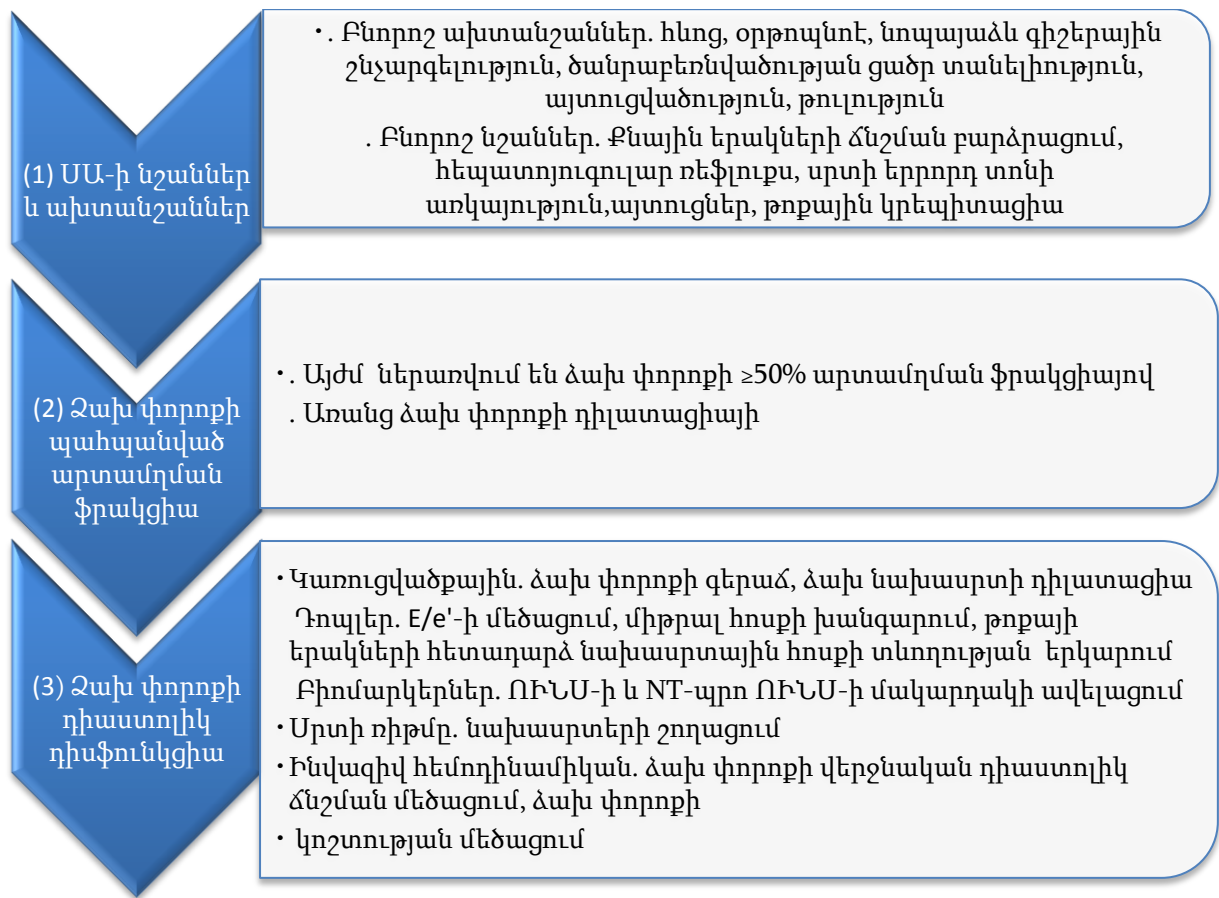 (1) ՍԱ-ի նշաններ
և ախտանշաններ
• . Բնորոշ ախտանշաններ. հևոց, օրթոպնոէ, նոպայաձև գիշերային
շնչարգելություն, ծանրաբեռնվածության ցածր տանելիություն,
այտուցվածություն, թուլություն
. Բնորոշ նշաններ. Քնային երակների ճնշման բարձրացում,
հեպատոյուգուլար ռեֆլուքս, սրտի երրորդ տոնի
առկայություն,այտուցներ, թոքային կրեպիտացիա
(2) Ձախ փորոքի
պահպանված
արտամղման
ֆրակցիա
• . Այժմ ներառվում են ձախ փորոքի ≥50% արտամղման ֆրակցիայով
. Առանց ձախ փորոքի դիլատացիայի
(3) Ձախ փորոքի
դիաստոլիկ
դիսֆունկցիա
• Կառուցվածքային. ձախ փորոքի գերաճ, ձախ նախասրտի դիլատացիա
Դոպլեր. E/e'-ի մեծացում, միթրալ հոսքի խանգարում, թոքայի
երակների հետադարձ նախասրտային հոսքի տևողության երկարում
Բիոմարկերներ. ՈՒՆՍ-ի և NT-պրո ՈՒՆՍ-ի մակարդակի ավելացում
• Սրտի ռիթմը. նախասրտերի շողացում
• Ինվազիվ հեմոդինամիկան. ձախ փորոքի վերջնական դիաստոլիկ
ճնշման մեծացում, ձախ փորոքի
• կոշտության մեծացում